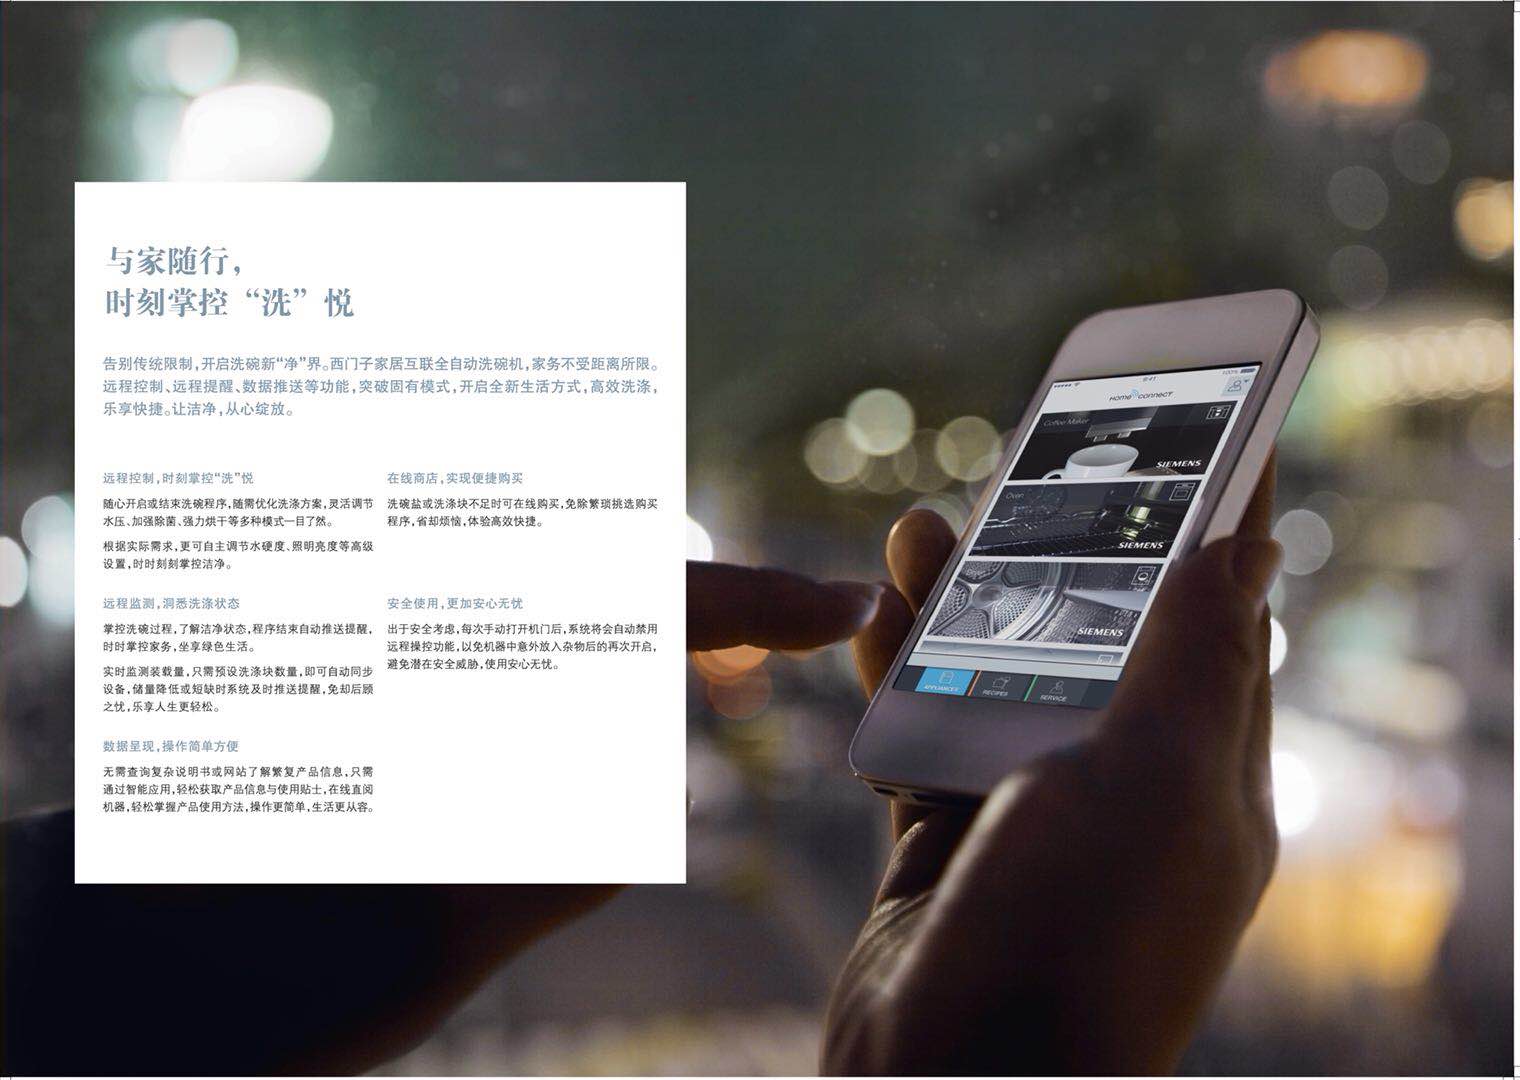 与家随行，
时刻掌控“洗”悦
告别传统限制，开启洗碗新“净”界。西门子家居互联全自动洗碗机，家务不受距离所限。
远程控制、远程提醒、数据推送等功能，突破固有模式，开启全新生活方式，高效洗涤，
乐享快捷。让洁净，从心绽放。
远程控制，时刻掌控“洗”悦
随心开启或结束洗碗程序，随需优化洗涤方案，灵活调节
水压、加强除菌、强力烘干等多种模式一目了然。
根据实际需求，更可自主调节水硬度、照明亮度等高级
设置，时时刻刻掌控洁净。
远程监测，洞悉洗涤状态
掌控洗碗过程，了解洁净状态，程序结束自动推送提醒，
时时掌控家务，坐享绿色生活。
实时监测装载量，只需预设洗涤块数量，即可自动同步
设备，储量降低或短缺时系统及时推送提醒，免却后顾
之忧，乐享人生更轻松。
数据呈现，操作简单方便
无需查询复杂说明书或网站了解繁复产品信息，只需
通过智能应用，轻松获取产品信息与使用贴士，在线直阅
机器，轻松掌握产品使用方法，操作更简单，生活更从容。
在线商店，实现便捷购买
洗碗盐或洗涤块不足时可在线购买，免除繁琐挑选购买
程序，省却烦恼，体验高效快捷。
安全使用，更加安心无忧
出于安全考虑，每次手动打开机门后，系统将会自动禁用
远程操控功能，以免机器中意外放入杂物后的再次开启，
避免潜在安全威胁，使用安心无忧。
9:41
100%
HOME CONNECT
Coffee Maker
SIEMENS
Oven
SIEMENS
Dryer
SIEMENS
APPLIANCES
RECIPES
SERVICE